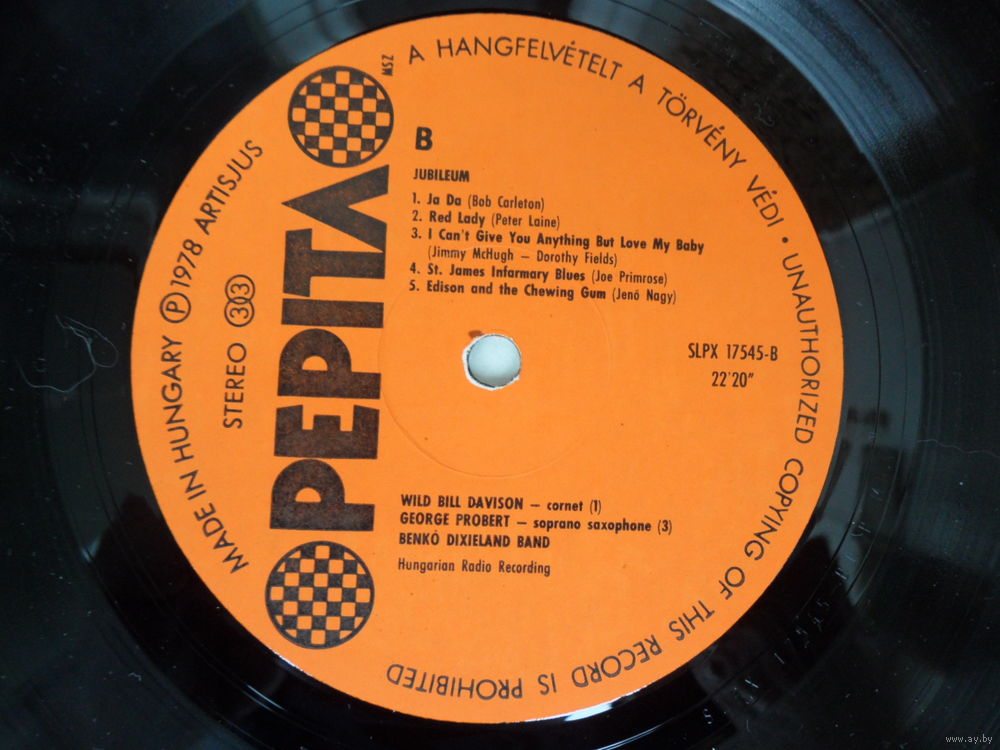 A HANGFELVÉTELT A TÖRVÉNY VÉDI • UNAUTHORIZED COPYING OF THIS RECORD IS PROHIBITED
MADE IN HUNGARY Ⓟ 1978 ARTISJUS
MSZ
STEREO 33
PEPITA
B
JUBILEUM
1. Ja Da (Bob Carleton)
2. Red Lady (Peter Laine)
3. I Can't Give You Anything But Love My Baby
(Jimmy McHugh – Dorothy Fields)
4. St. James Infarmary Blues (Joe Primrose)
5. Edison and the Chewing Gum (Jenő Nagy)
SLPX 17545-B
22'20"
WILD BILL DAVISON – cornet (1)
GEORGE PROBERT – soprano saxophone (3)
BENKÓ DIXIELAND BAND
Hungarian Radio Recording
www.ay.by